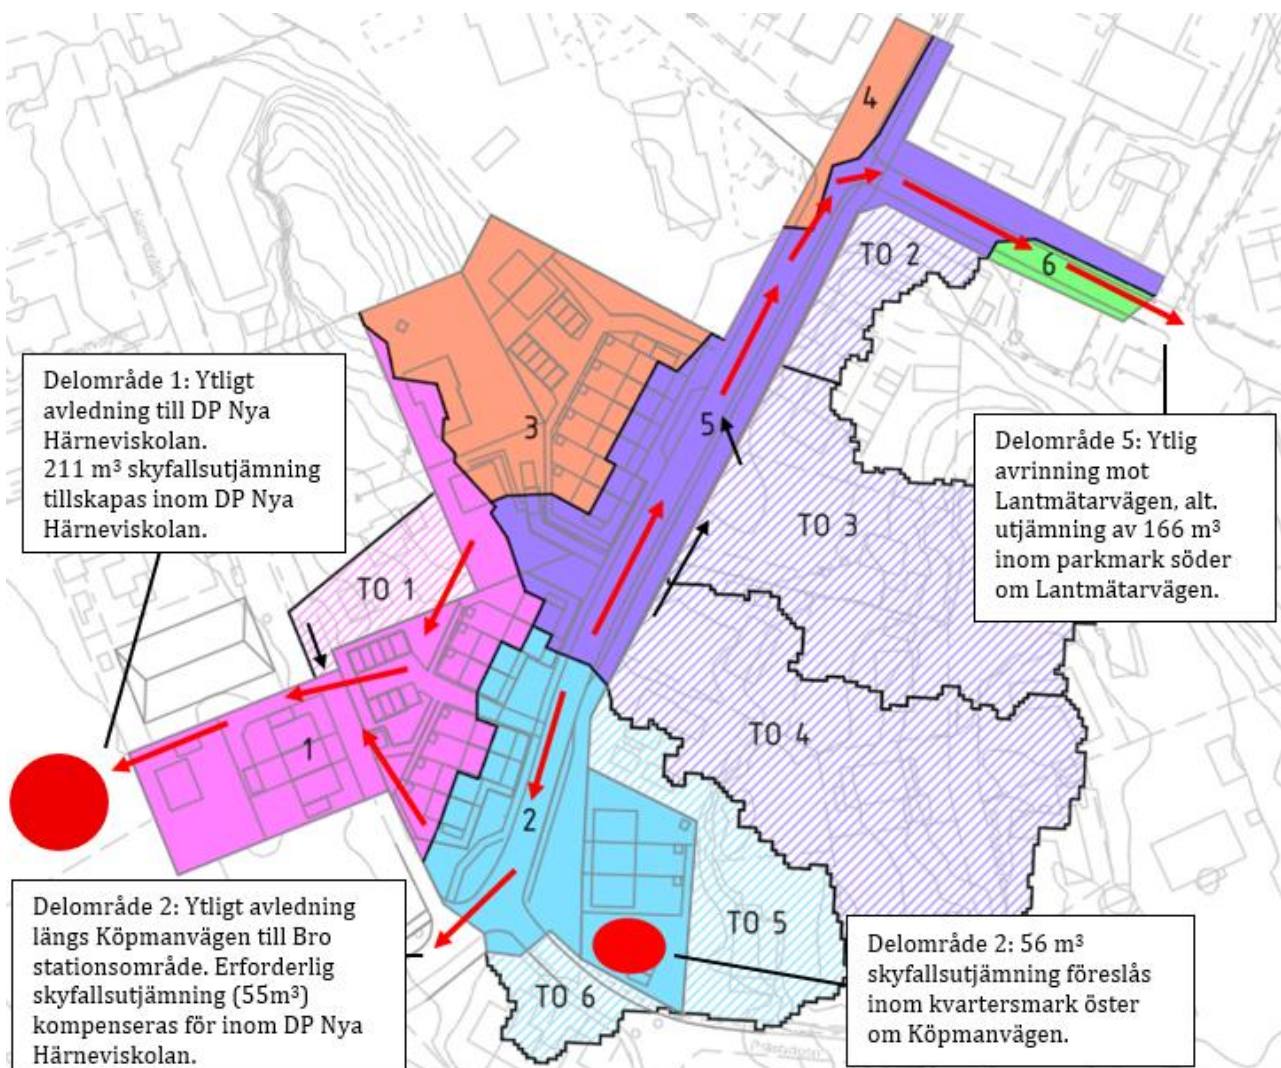 4
TO 2
6
Delområde 1: Ytligt
avledning till DP Nya
Härneviskolan.
211 m³ skyfallsutjämning
tillskapas inom DP Nya
Härneviskolan.
3
5
Delområde 5: Ytlig
avrinning mot
Lantmätarvägen, alt.
utjämning av 166 m³
inom parkmark söder
om Lantmätarvägen.
TO 3
TO 1
TO 4
1
2
TO 5
TO 6
Delområde 2: Ytligt avledning
längs Köpmanvägen till Bro
stationsområde. Erforderlig
skyfallsutjämning (55m³)
kompenseras för inom DP Nya
Härneviskolan.
Delområde 2: 56 m³
skyfallsutjämning föreslås
inom kvartersmark öster
om Köpmanvägen.